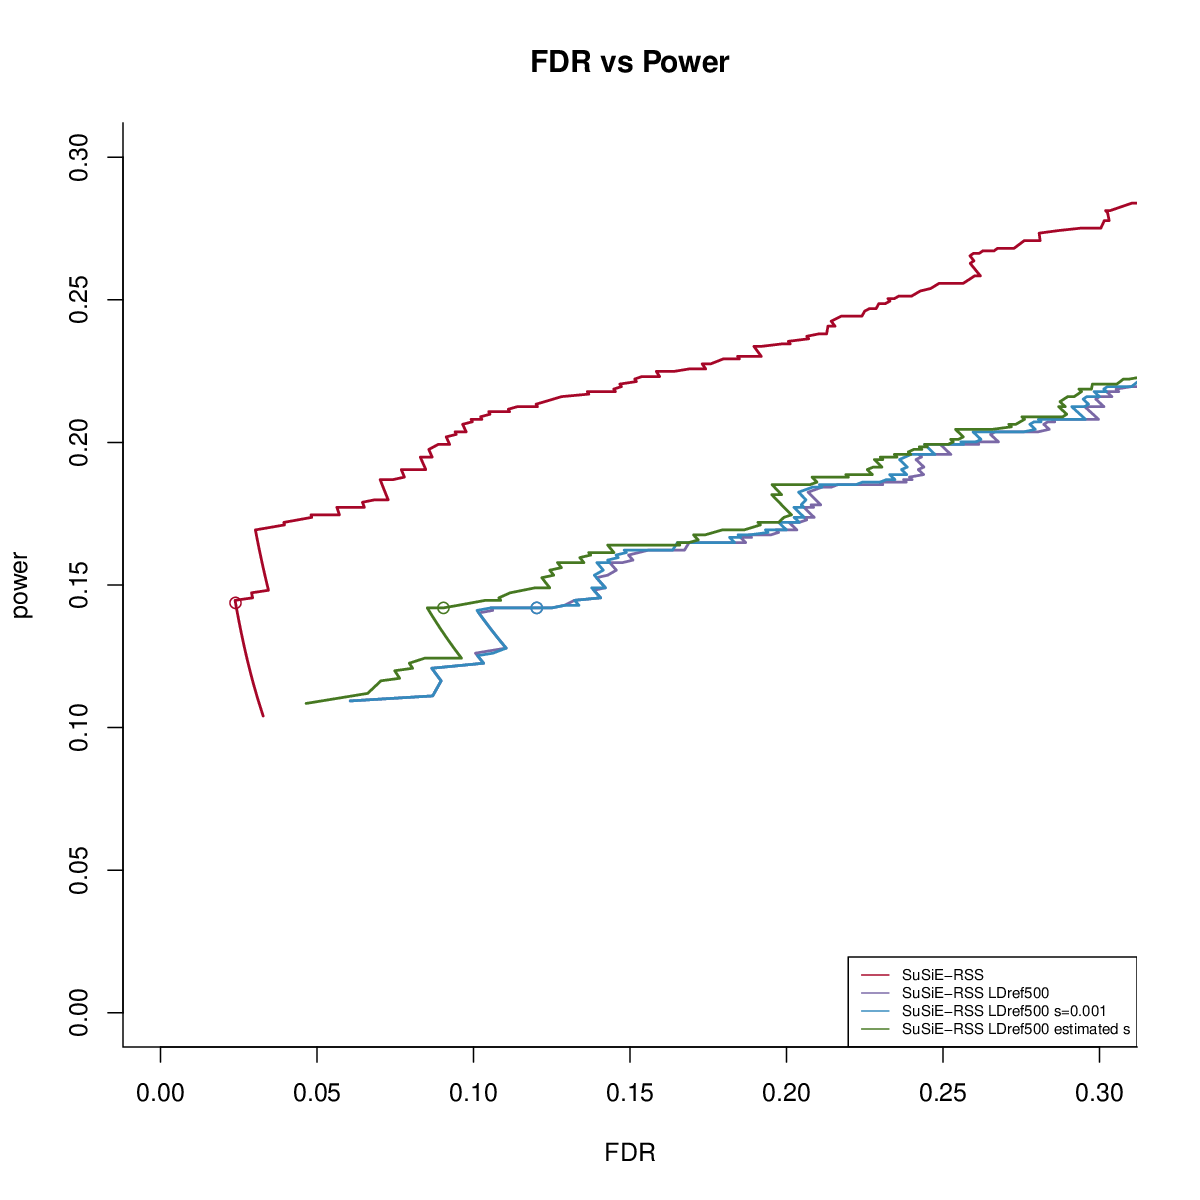 FDR vs Power
power
0.30
0.25
0.20
0.15
0.10
0.05
0.00
SuSiE−RSS
SuSiE−RSS LDref500
SuSiE−RSS LDref500 s=0.001
SuSiE−RSS LDref500 estimated s
0.00 0.05 0.10 0.15 0.20 0.25 0.30
FDR